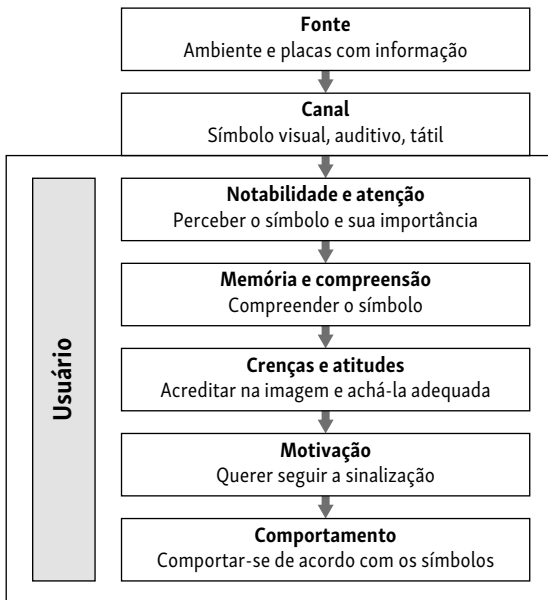 Fonte
Ambiente e placas com informação
Canal
Símbolo visual, auditivo, tátil
Usuário
Notabilidade e atenção
Perceber o símbolo e sua importância
Memória e compreensão
Compreender o símbolo
Crenças e atitudes
Acreditar na imagem e achá-la adequada
Motivação
Querer seguir a sinalização
Comportamento
Comportar-se de acordo com os símbolos